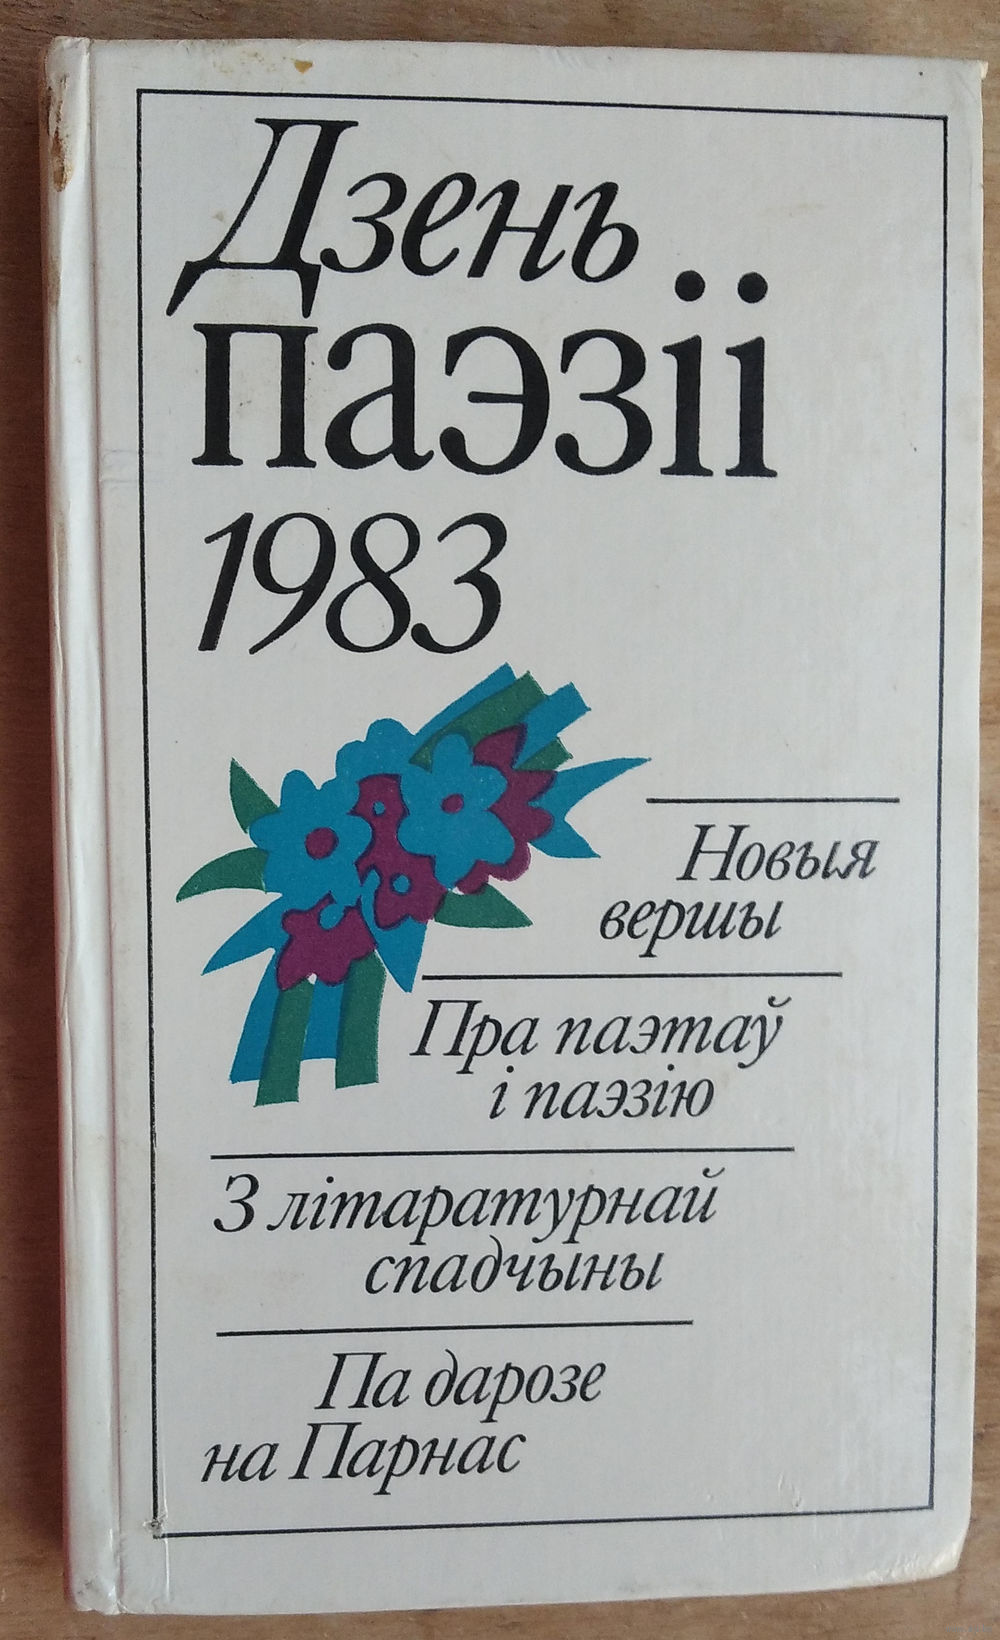 Дзень
паэзіі
1983
Новыя
вершы
Пра паэтаў
і паэзію
З літаратурнай
спадчыны
Па дарозе
на Парнас